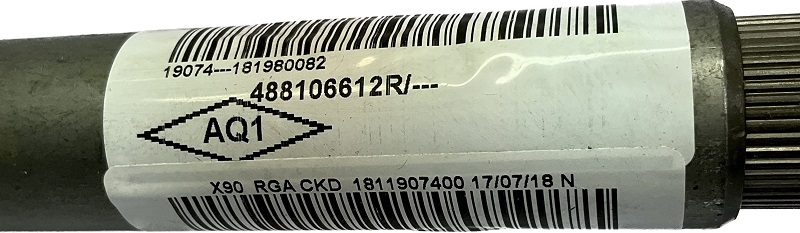 19074---181980082
488106612R/---
AQ1
X90 RGA CKD 1811907400 17/07/18 N